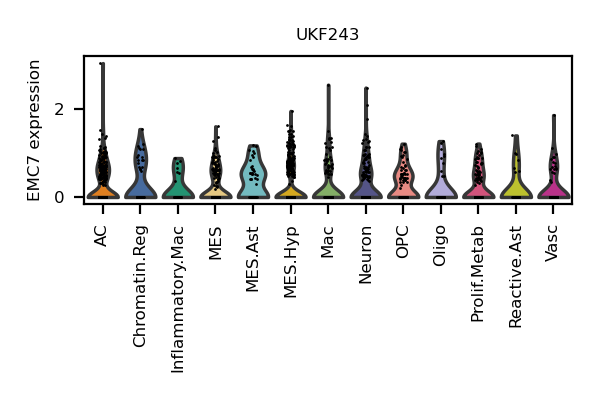 UKF243
EMC7 expression
2
0
AC
Chromatin.Reg
Inflammatory.Mac
MES
MES.Ast
MES.Hyp
Mac
Neuron
OPC
Oligo
Prolif.Metab
Reactive.Ast
Vasc